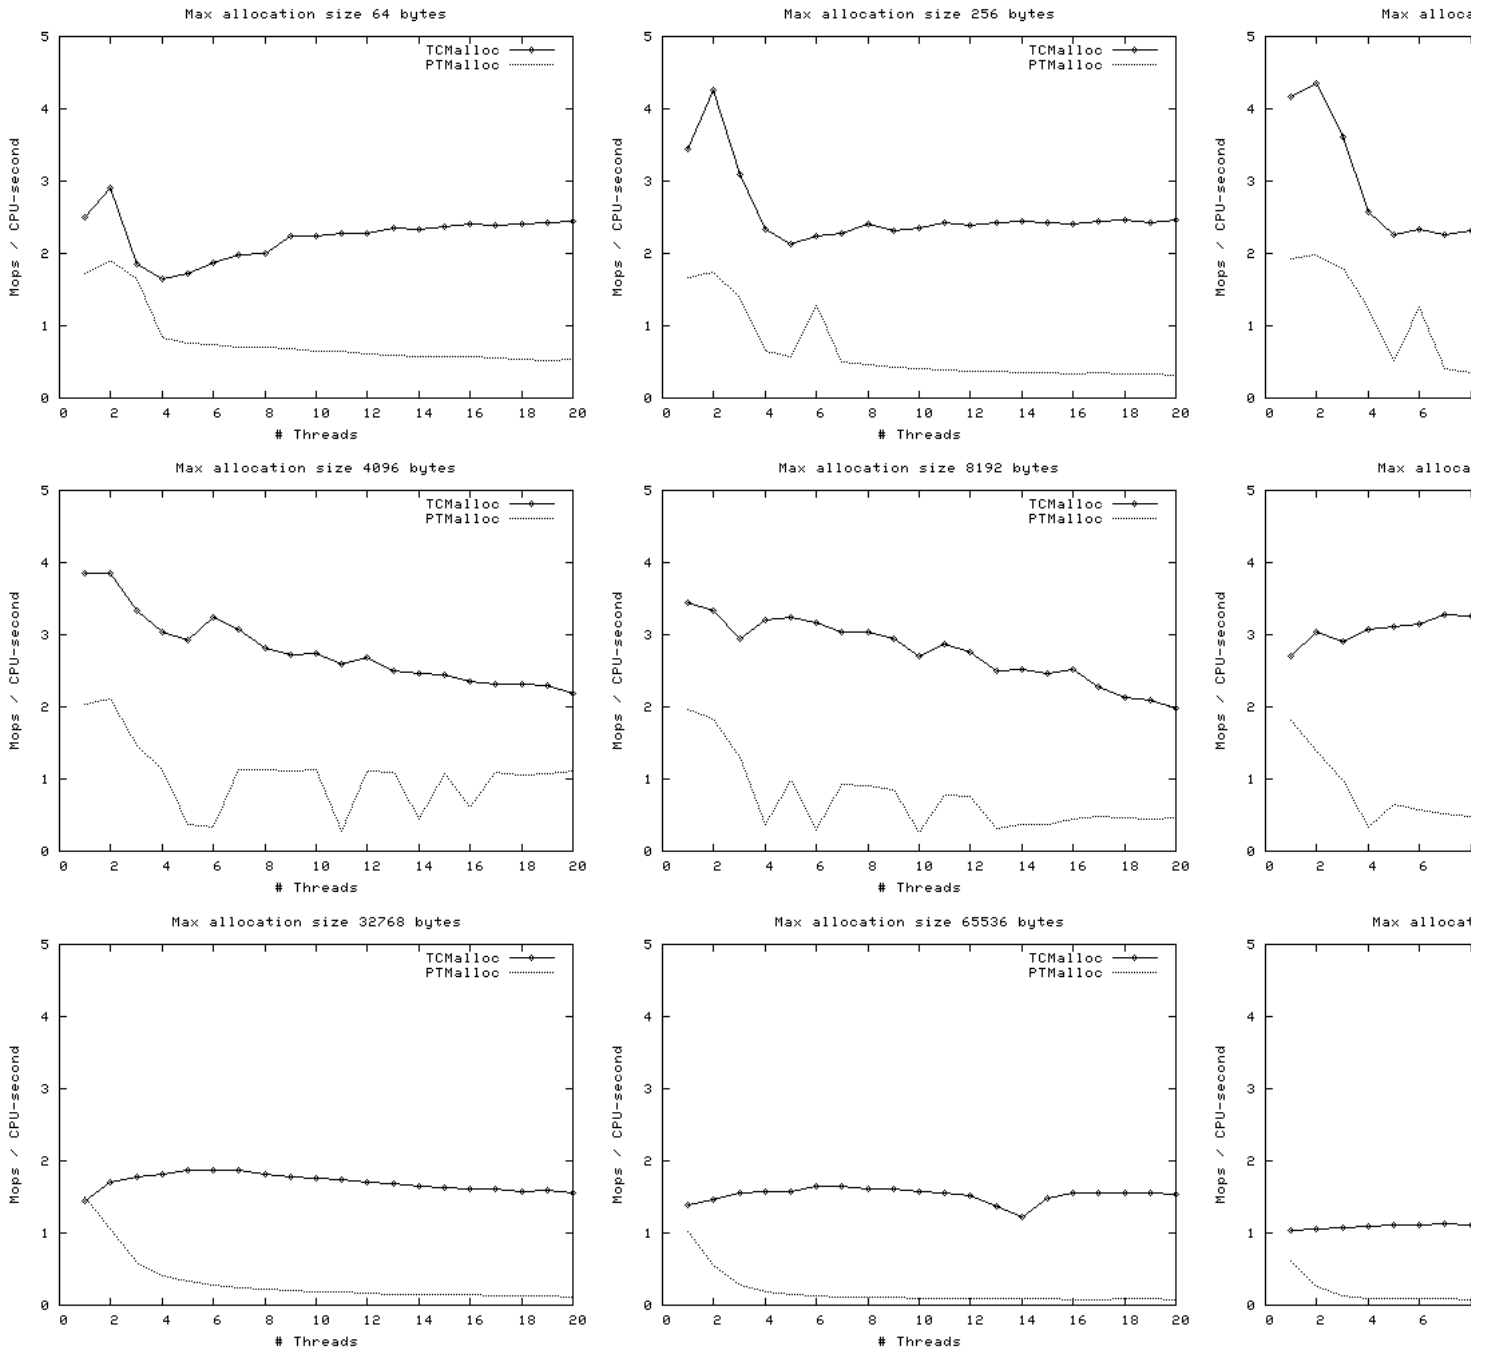 Max allocation size 64 bytes
5
4
3
2
1
0
Mops / CPU-second
TCMalloc
PTMalloc
0 2 4 6 8 10 12 14 16 18 20
# Threads
Max allocation size 256 bytes
5
4
3
2
1
0
Mops / CPU-second
TCMalloc
PTMalloc
0 2 4 6 8 10 12 14 16 18 20
# Threads
Max alloca
5
4
3
2
1
0
Mops / CPU-second
0 2 4 6 8
Max allocation size 4096 bytes
5
4
3
2
1
0
Mops / CPU-second
TCMalloc
PTMalloc
0 2 4 6 8 10 12 14 16 18 20
# Threads
Max allocation size 8192 bytes
5
4
3
2
1
0
Mops / CPU-second
TCMalloc
PTMalloc
0 2 4 6 8 10 12 14 16 18 20
# Threads
Max alloca
5
4
3
2
1
0
Mops / CPU-second
0 2 4 6 8
Max allocation size 32768 bytes
5
4
3
2
1
0
Mops / CPU-second
TCMalloc
PTMalloc
0 2 4 6 8 10 12 14 16 18 20
# Threads
Max allocation size 65536 bytes
5
4
3
2
1
0
Mops / CPU-second
TCMalloc
PTMalloc
0 2 4 6 8 10 12 14 16 18 20
# Threads
Max allocat
5
4
3
2
1
0
Mops / CPU-second
0 2 4 6 8